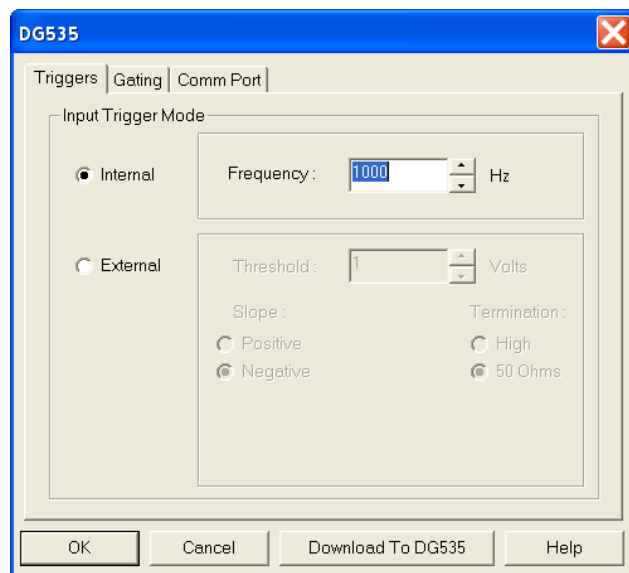 DG535
Triggers Gating Comm Port
Input Trigger Mode
Internal Frequency: 1000 Hz
External Threshold: 1 Volts
Slope: Termination:
Positive High
Negative 50 Ohms
OK Cancel Download To DG535 Help